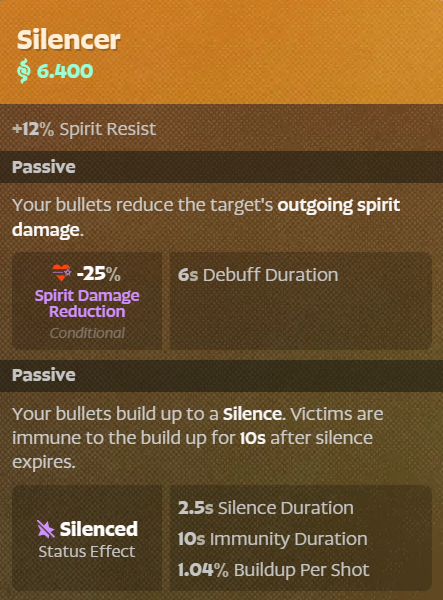 Silencer
6.400
+12% Spirit Resist
Passive
Your bullets reduce the target's outgoing spirit
damage.
-25%
Spirit Damage
Reduction
Conditional
6s Debuff Duration
Passive
Your bullets build up to a Silence. Victims are
immune to the build up for 10s after silence
expires.
Silenced
Status Effect
2.5s Silence Duration
10s Immunity Duration
1.04% Buildup Per Shot